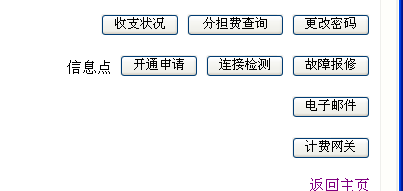 收支状况 分担费查询 更改密码
信息点 开通申请 连接检测 故障报修
电子邮件
计费网关
返回主页